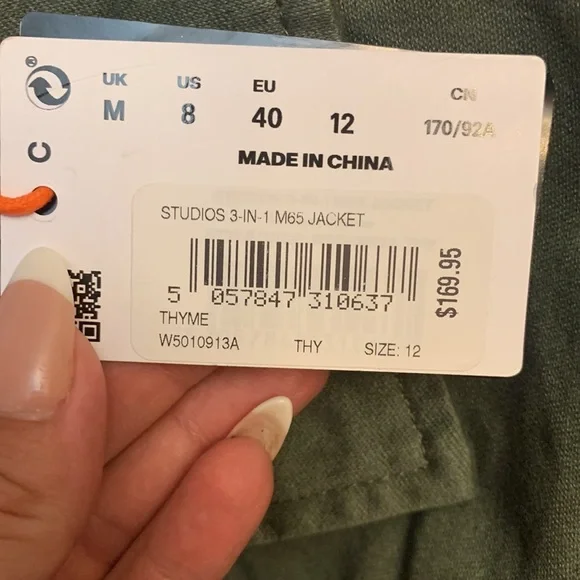 UK US EU CN
M 8 40 12 170/92A
MADE IN CHINA
C
STUDIOS 3-IN-1 M65 JACKET
5 057847 310637
$169.95
THYME
W5010913A THY SIZE: 12